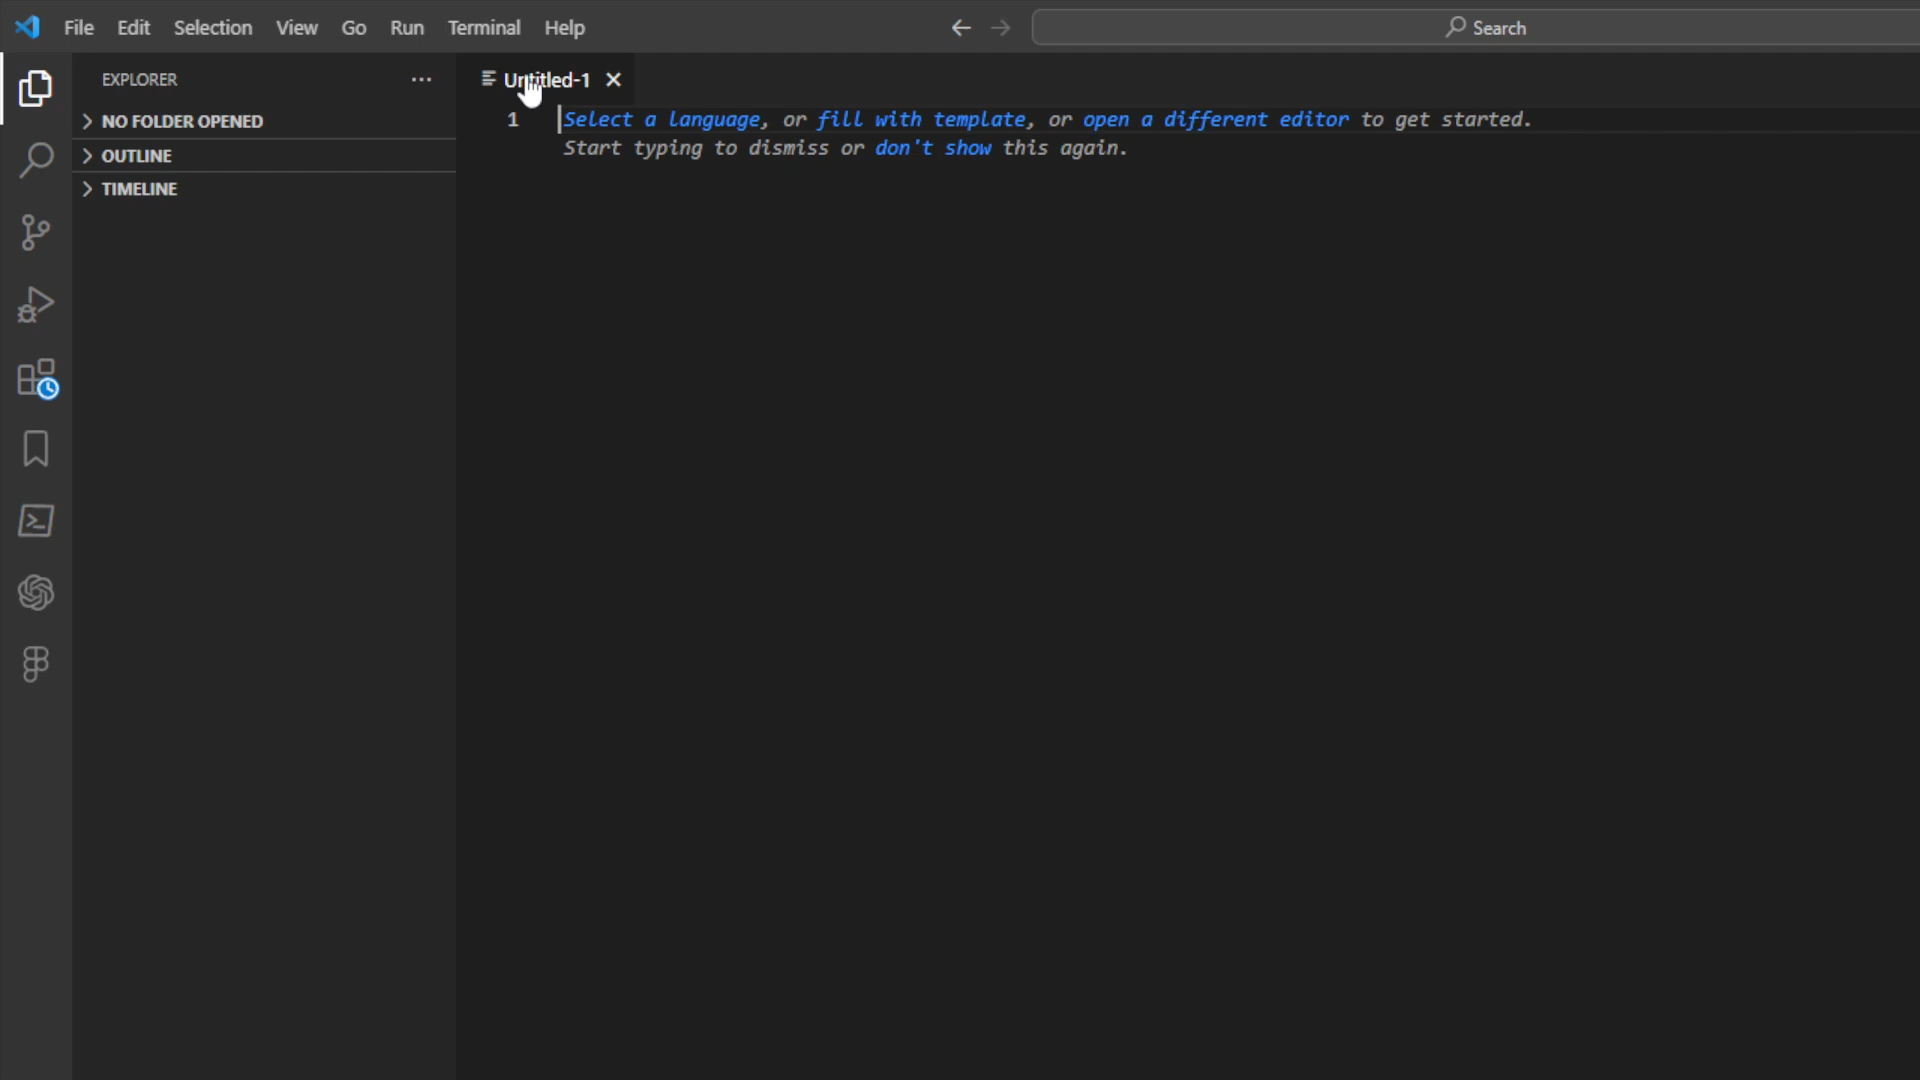 File Edit Selection View Go Run Terminal Help Search
EXPLORER ...
Untitled-1
NO FOLDER OPENED
OUTLINE
TIMELINE
1 Select a language, or fill with template, or open a different editor to get started.
Start typing to dismiss or don't show this again.